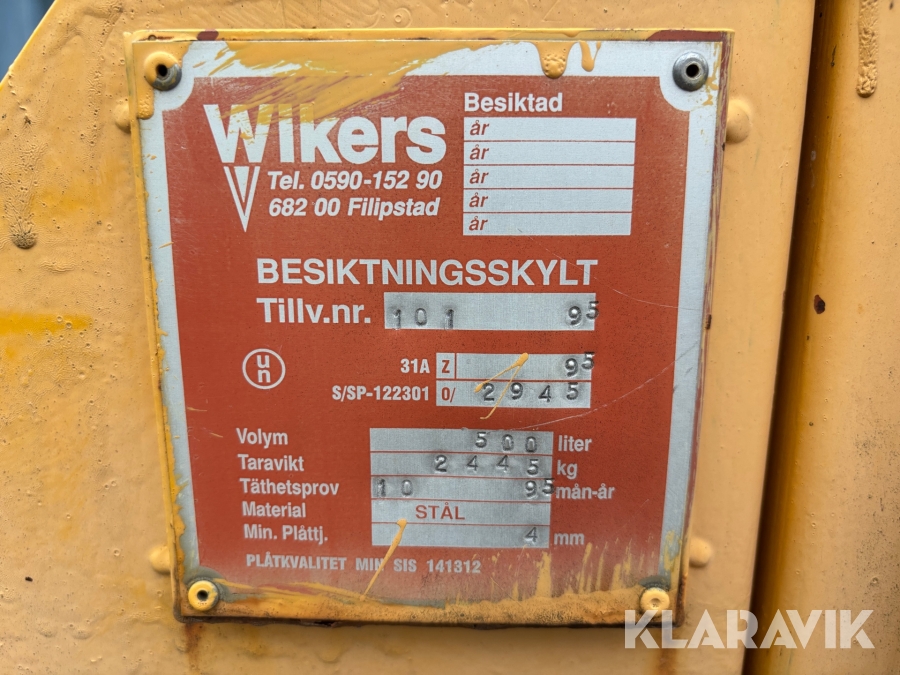 Wikers
Tel. 0590-152 90
682 00 Filipstad
Besiktad
år
år
år
år
år
BESIKTNINGSSKYLT
Tillv.nr. 101 95
un 31A Z 95
S/SP-122301 0/ 2945
Volym 500 liter
Taravikt 2445 kg
Täthetsprov 10 95 mån-år
Material STÅL
Min. Plåttj. 4 mm
PLÅTKVALITET MIN SIS 141312
KLARAVIK